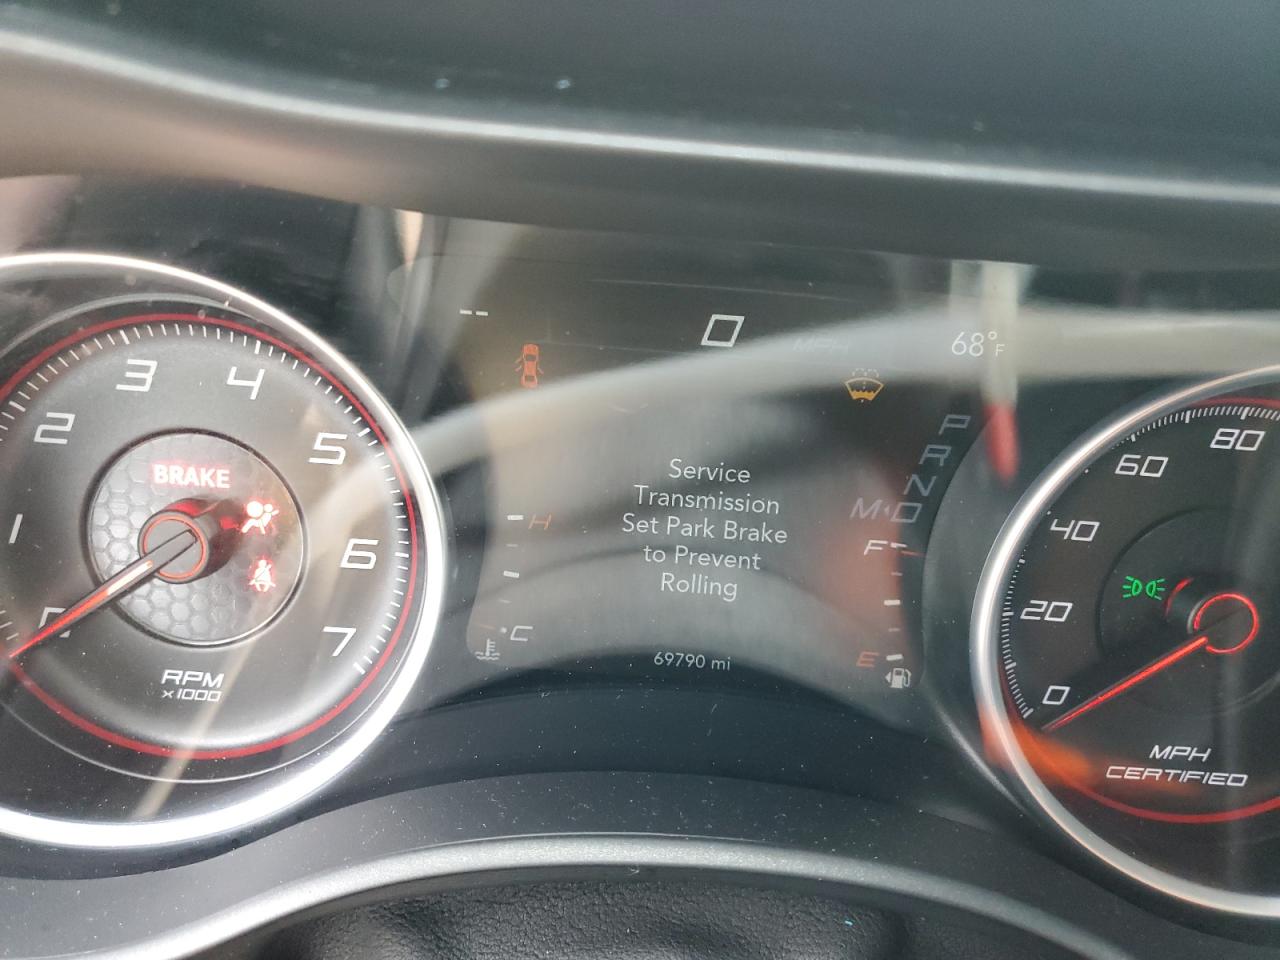 -- 0 MPH 68°F
3 4
2 5
BRAKE
1 6
0 7
RPM
x1000
H
C
Service
Transmission
Set Park Brake
to Prevent
Rolling
69790 mi
P
R
N
M D
F
E
80
60
40
20
0
MPH
CERTIFIED